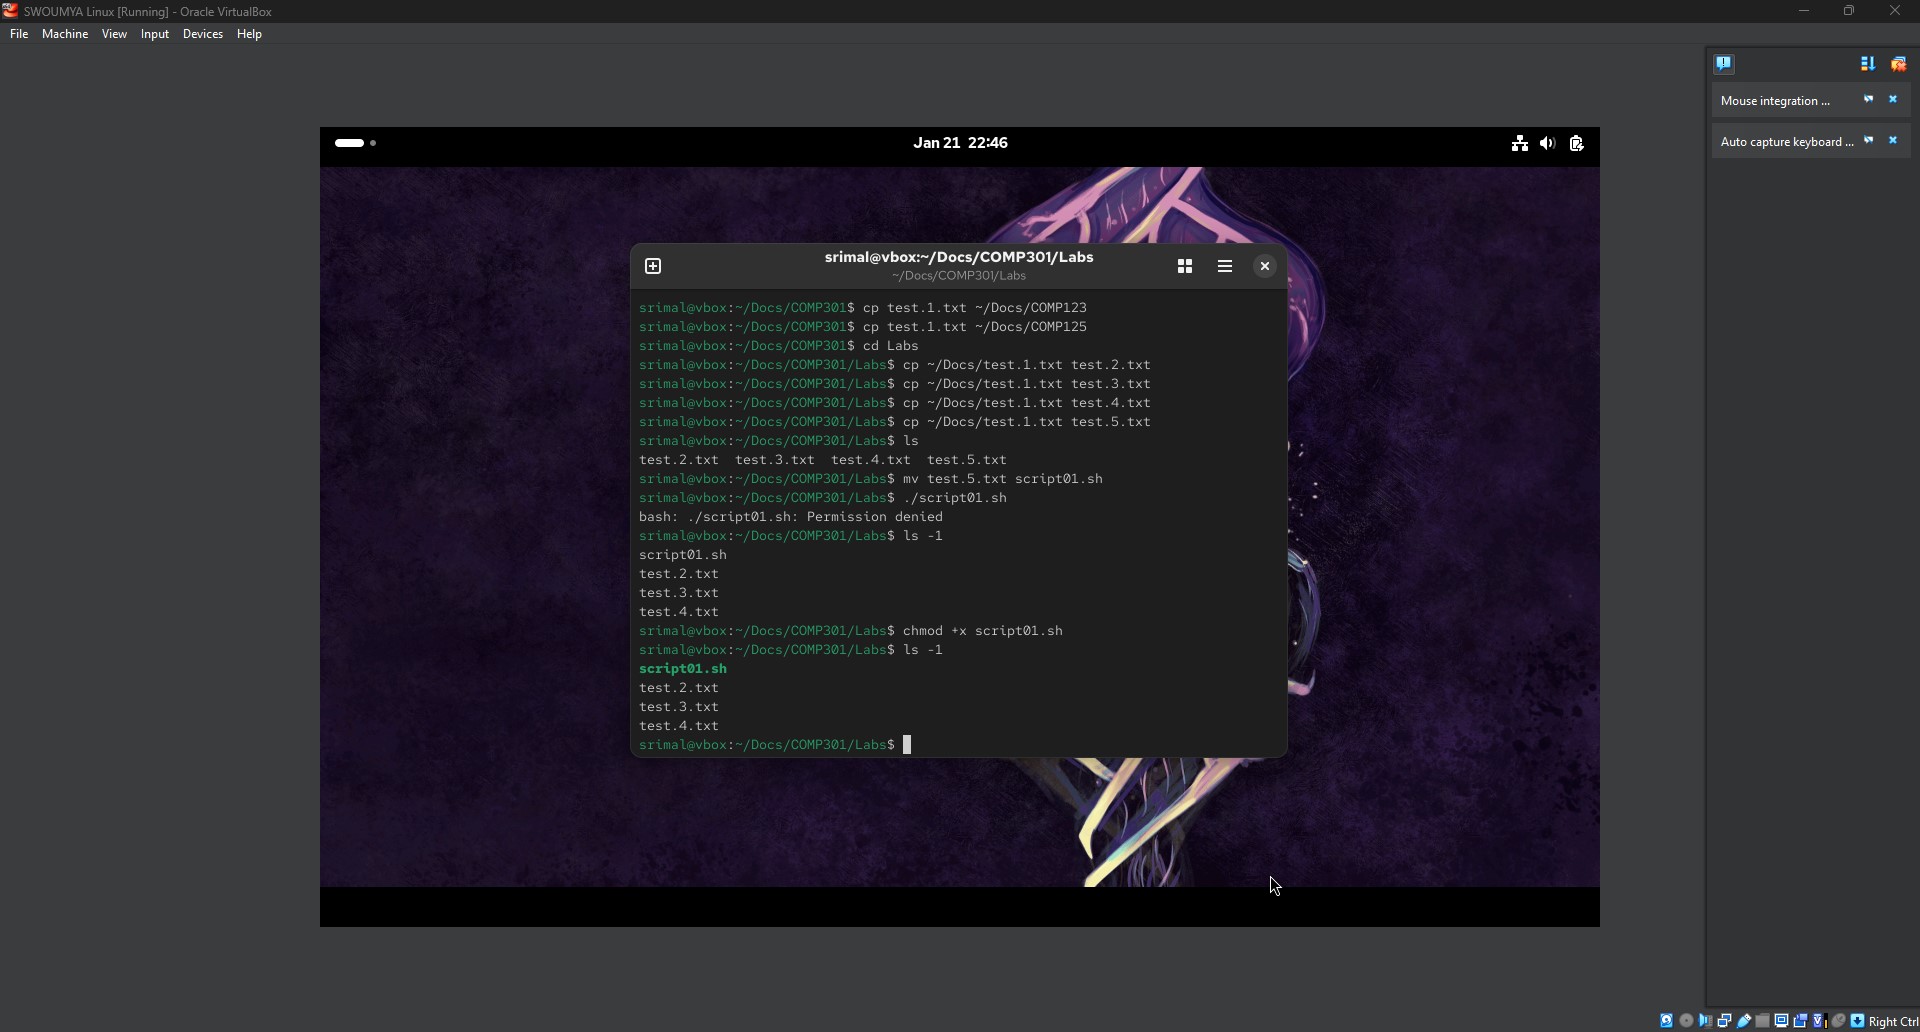 SWOUMYA Linux [Running] - Oracle VirtualBox
File Machine View Input Devices Help
Mouse integration ...
Auto capture keyboard ...
Jan 21 22:46
srimal@vbox:~/Docs/COMP301/Labs
~/Docs/COMP301/Labs
srimal@vbox:~/Docs/COMP301$ cp test.1.txt ~/Docs/COMP123
srimal@vbox:~/Docs/COMP301$ cp test.1.txt ~/Docs/COMP125
srimal@vbox:~/Docs/COMP301$ cd Labs
srimal@vbox:~/Docs/COMP301/Labs$ cp ~/Docs/test.1.txt test.2.txt
srimal@vbox:~/Docs/COMP301/Labs$ cp ~/Docs/test.1.txt test.3.txt
srimal@vbox:~/Docs/COMP301/Labs$ cp ~/Docs/test.1.txt test.4.txt
srimal@vbox:~/Docs/COMP301/Labs$ cp ~/Docs/test.1.txt test.5.txt
srimal@vbox:~/Docs/COMP301/Labs$ ls
test.2.txt  test.3.txt  test.4.txt  test.5.txt
srimal@vbox:~/Docs/COMP301/Labs$ mv test.5.txt script01.sh
srimal@vbox:~/Docs/COMP301/Labs$ ./script01.sh
bash: ./script01.sh: Permission denied
srimal@vbox:~/Docs/COMP301/Labs$ ls -1
script01.sh
test.2.txt
test.3.txt
test.4.txt
srimal@vbox:~/Docs/COMP301/Labs$ chmod +x script01.sh
srimal@vbox:~/Docs/COMP301/Labs$ ls -1
script01.sh
test.2.txt
test.3.txt
test.4.txt
srimal@vbox:~/Docs/COMP301/Labs$
Right Ctrl